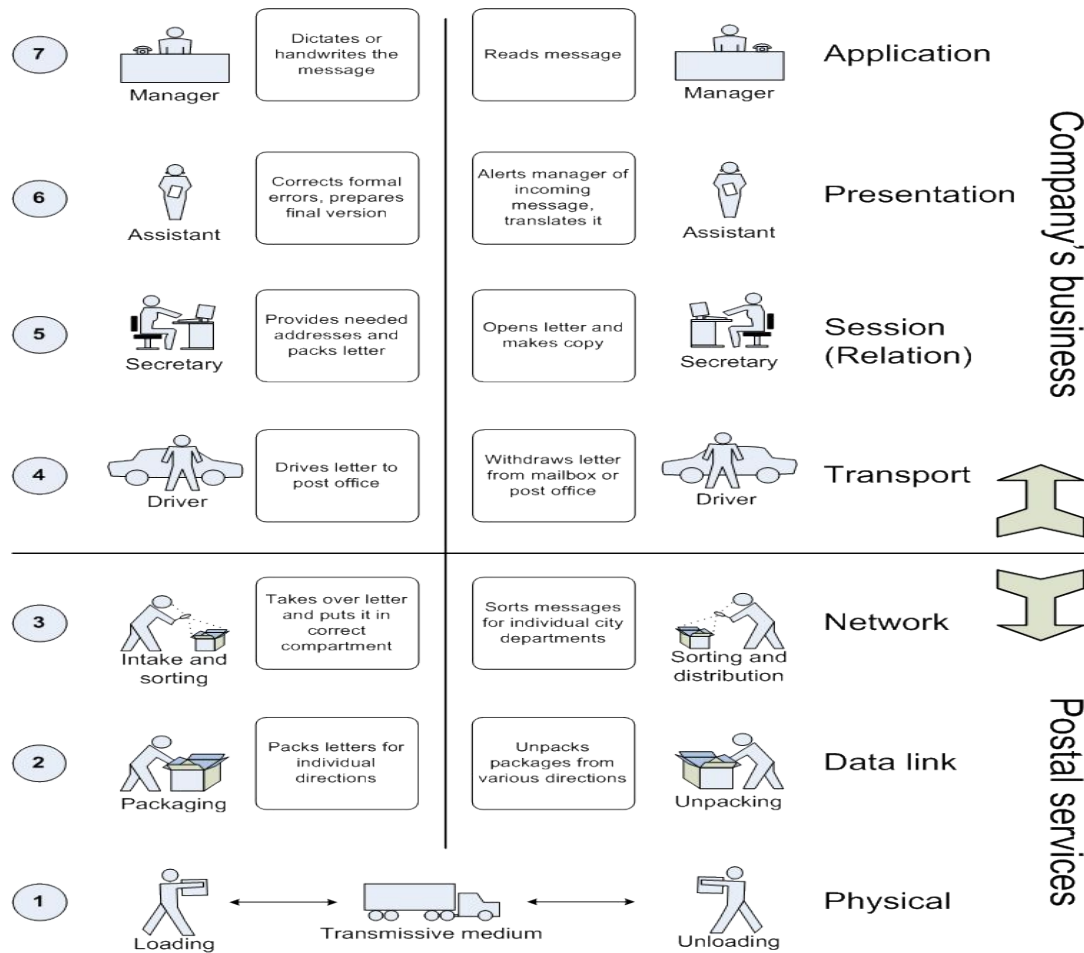 7
Manager
Dictates or
handwrites the
message
Reads message
Manager
Application
6
Assistant
Corrects formal
errors, prepares
final version
Alerts manager of
incoming
message,
translates it
Assistant
Presentation
5
Secretary
Provides needed
addresses and
packs letter
Opens letter and
makes copy
Secretary
Session
(Relation)
4
Driver
Drives letter to
post office
Withdraws letter
from mailbox or
post office
Driver
Transport
Company's business
3
Intake and
sorting
Takes over letter
and puts it in
correct
compartment
Sorts messages
for individual city
departments
Sorting and
distribution
Network
2
Packaging
Packs letters for
individual
directions
Unpacks
packages from
various directions
Unpacking
Data link
1
Loading
Transmissive medium
Unloading
Physical
Postal services